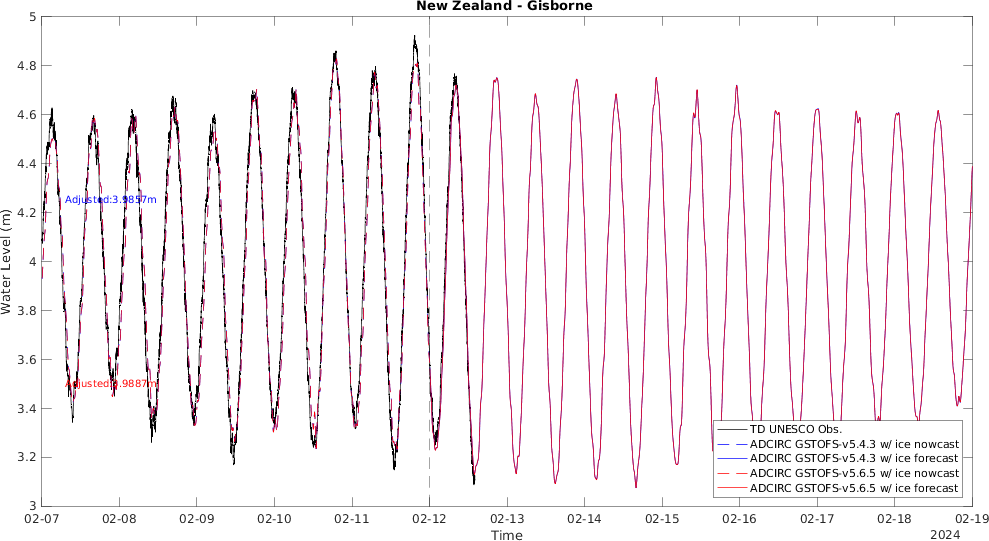 New Zealand - Gisborne
Water Level (m)
5
4.8
4.6
4.4
4.2
4
3.8
3.6
3.4
3.2
3
Adjusted:3.9857m
Adjusted:3.9887m
TD UNESCO Obs.
ADCIRC GSTOFS-v5.4.3 w/ ice nowcast
ADCIRC GSTOFS-v5.4.3 w/ ice forecast
ADCIRC GSTOFS-v5.6.5 w/ ice nowcast
ADCIRC GSTOFS-v5.6.5 w/ ice forecast
02-07 02-08 02-09 02-10 02-11 02-12 02-13 02-14 02-15 02-16 02-17 02-18 02-19
Time
2024